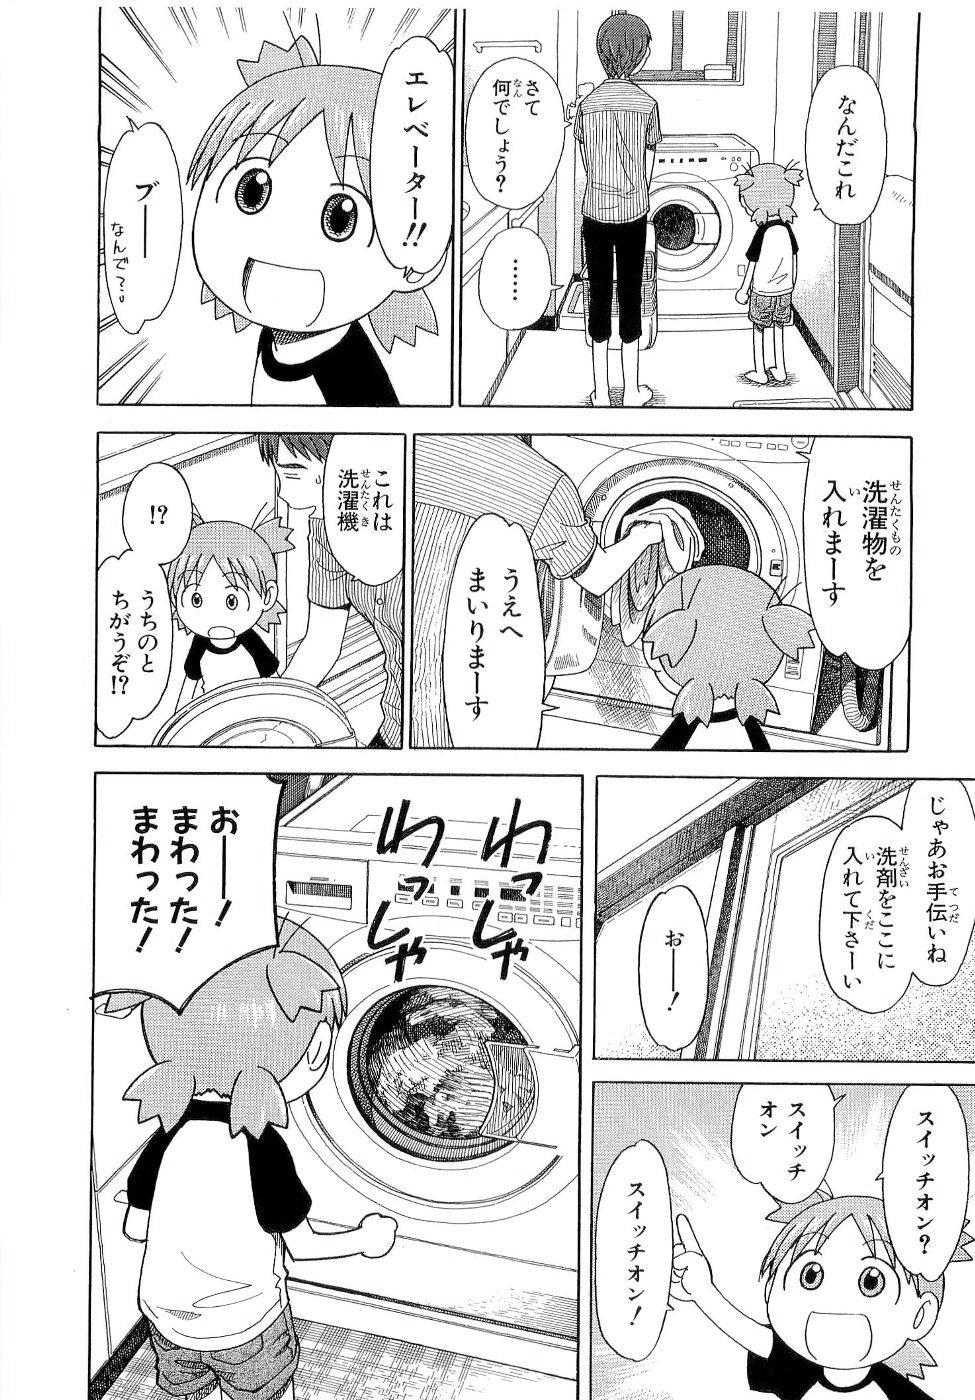 なんだこれ
さて
何でしょう?
……
エレベーター!!
ブー
なんで?
洗濯物を
入れまーす
うえへ
まいりまーす
これは
洗濯機
!?
うちのと
ちがうぞ!?
じゃあお手伝いね
洗剤をここに
入れて下さーい
おーー!
スイッチオン?
スイッチ
オン
スイッチオン!
わっしゃ
わっしゃ
おーー!
まわった!
まわった!